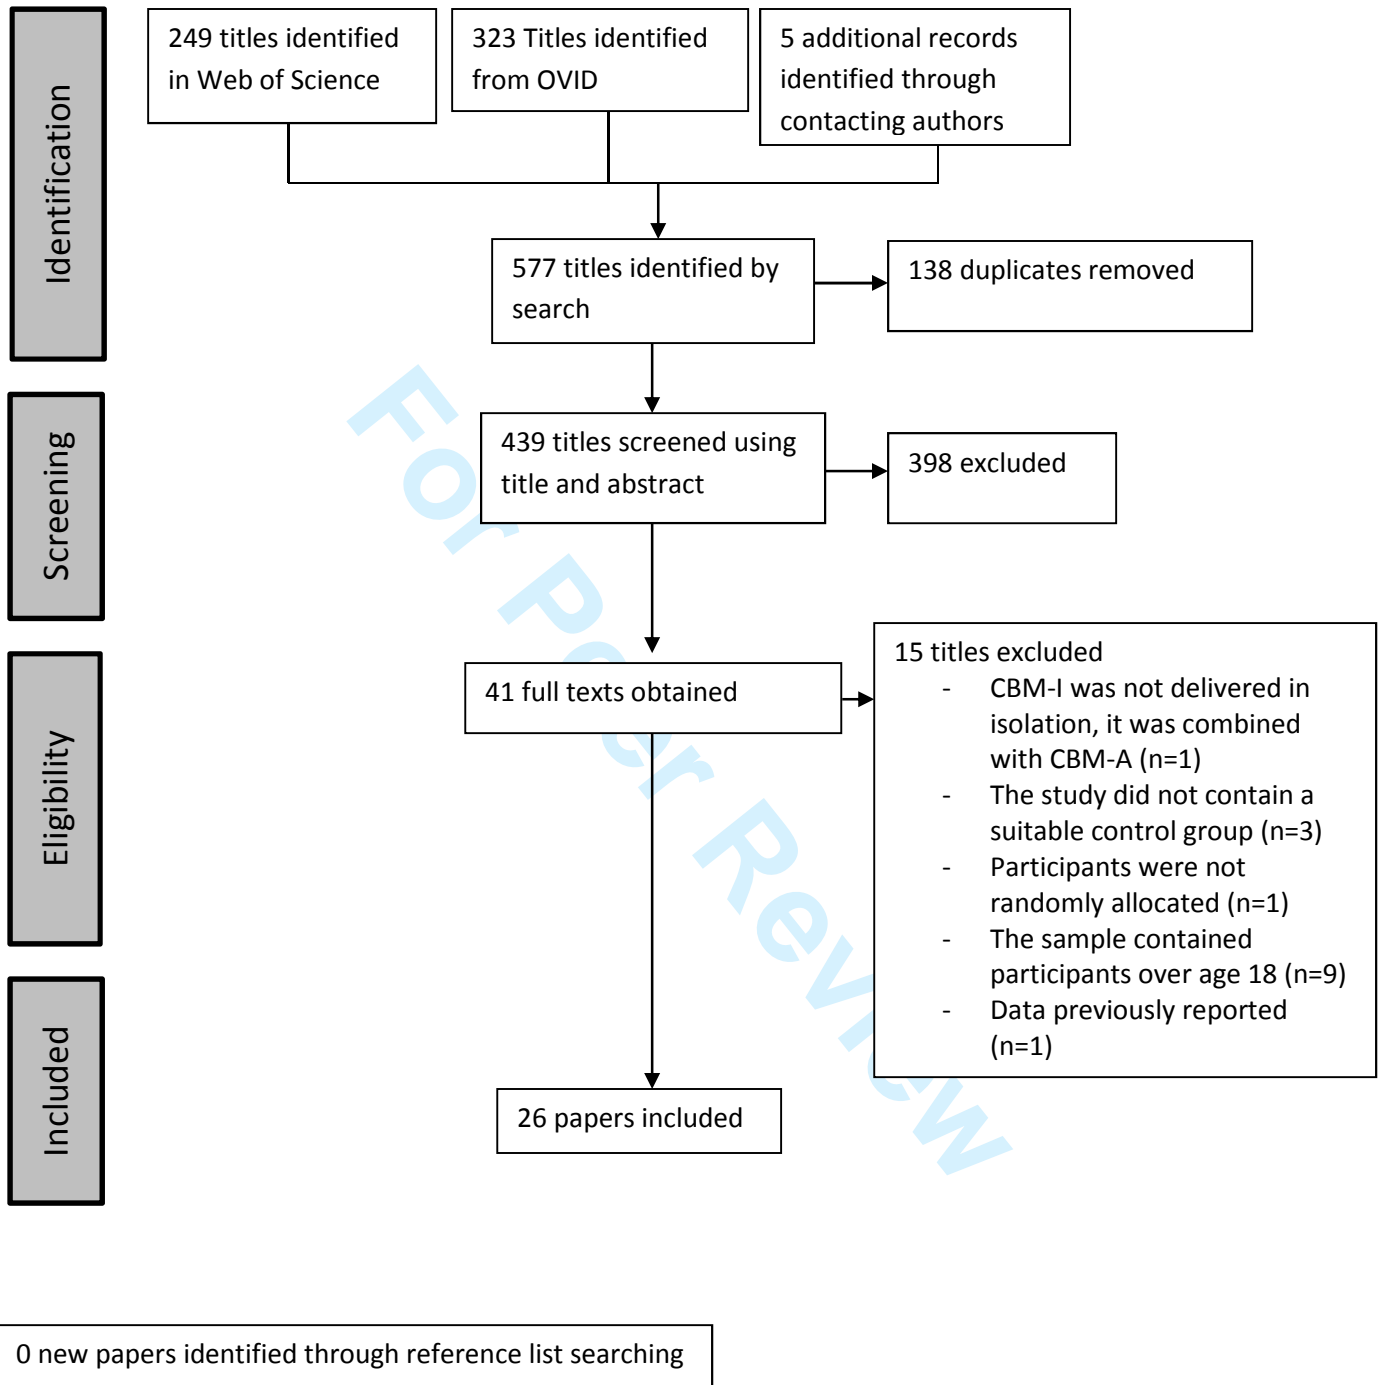 Identification
249 titles identified
in Web of Science
323 Titles identified
from OVID
5 additional records
identified through
contacting authors
577 titles identified by
search
138 duplicates removed
Screening
439 titles screened using
title and abstract
398 excluded
Eligibility
41 full texts obtained
15 titles excluded
- CBM-I was not delivered in
isolation, it was combined
with CBM-A (n=1)
- The study did not contain a
suitable control group (n=3)
- Participants were not
randomly allocated (n=1)
- The sample contained
participants over age 18 (n=9)
- Data previously reported
(n=1)
Included
26 papers included
0 new papers identified through reference list searching
For Peer Review